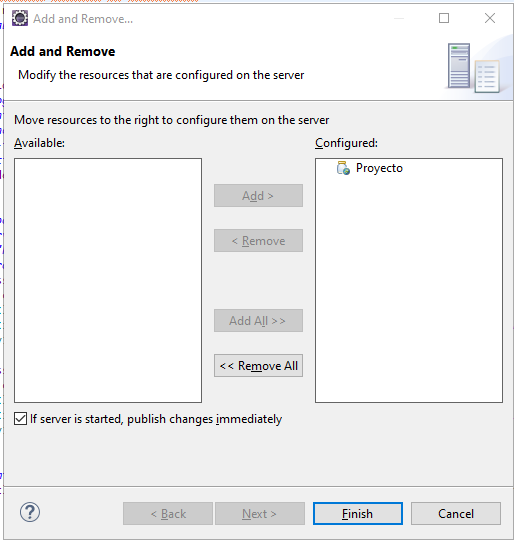 Add and Remove...
Add and Remove
Modify the resources that are configured on the server
Move resources to the right to configure them on the server
Available:
Configured:
Proyecto
Add >
< Remove
Add All >>
<< Remove All
If server is started, publish changes immediately
< Back
Next >
Finish
Cancel